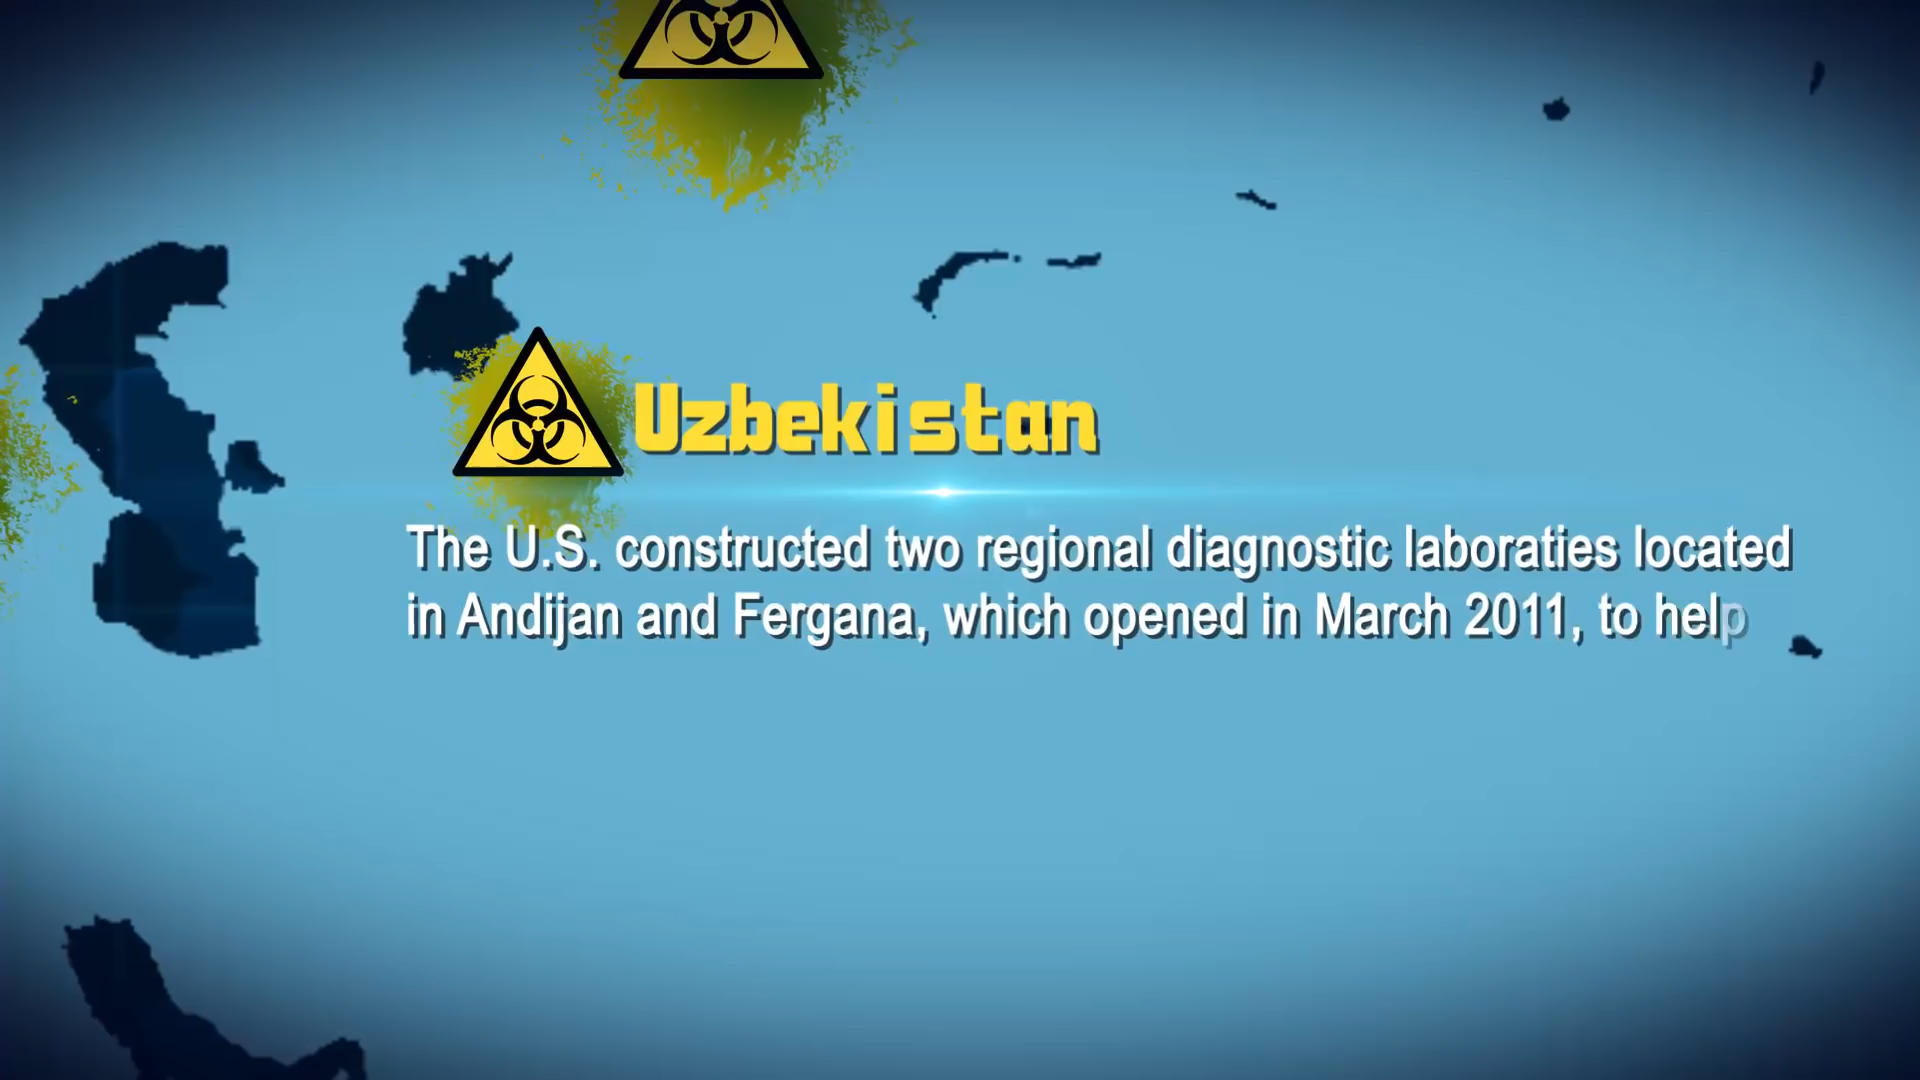 Uzbekistan
The U.S. constructed two regional diagnostic laboraties located
in Andijan and Fergana, which opened in March 2011, to help